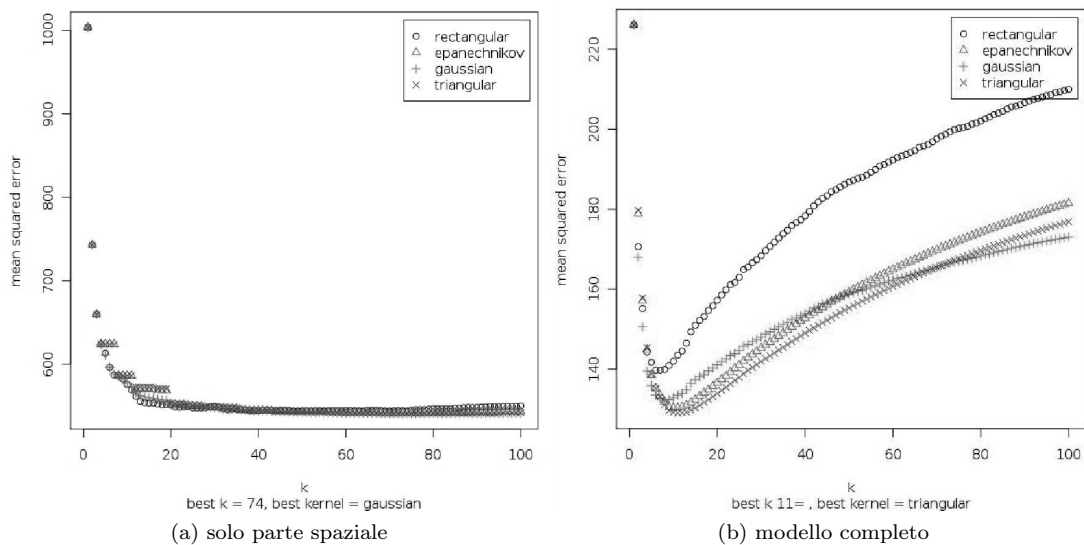 1000
900
800
700
600
mean squared error
0
20
40
60
80
100
k
best k = 74, best kernel = gaussian
rectangular
epanechnikov
gaussian
triangular
(a) solo parte spaziale
220
200
180
160
140
mean squared error
0
20
40
60
80
100
k
best k 11= , best kernel = triangular
rectangular
epanechnikov
gaussian
triangular
(b) modello completo